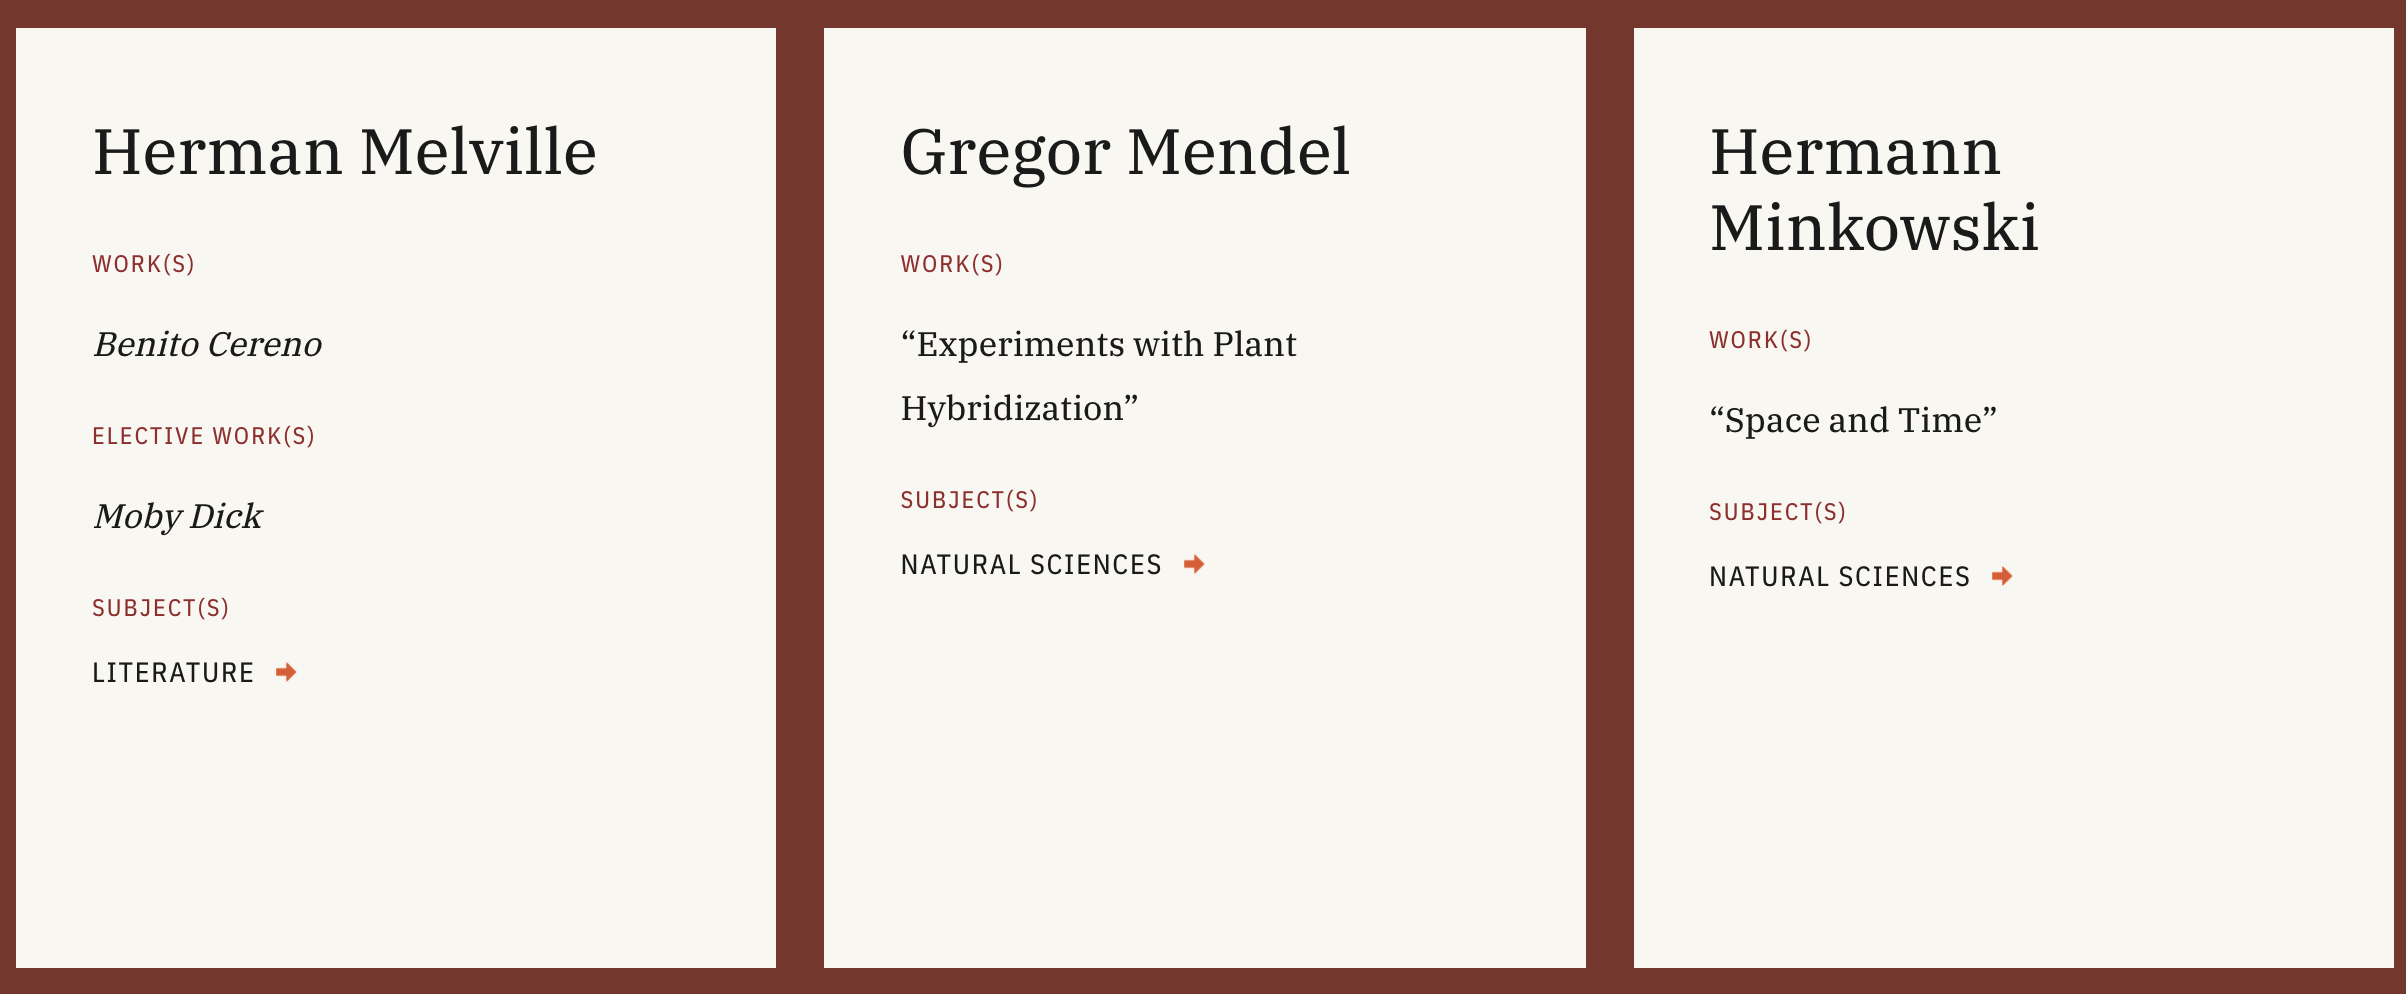 Herman Melville
WORK(S)
Benito Cereno
ELECTIVE WORK(S)
Moby Dick
SUBJECT(S)
LITERATURE
Gregor Mendel
WORK(S)
“Experiments with Plant
Hybridization”
SUBJECT(S)
NATURAL SCIENCES
Hermann
Minkowski
WORK(S)
“Space and Time”
SUBJECT(S)
NATURAL SCIENCES